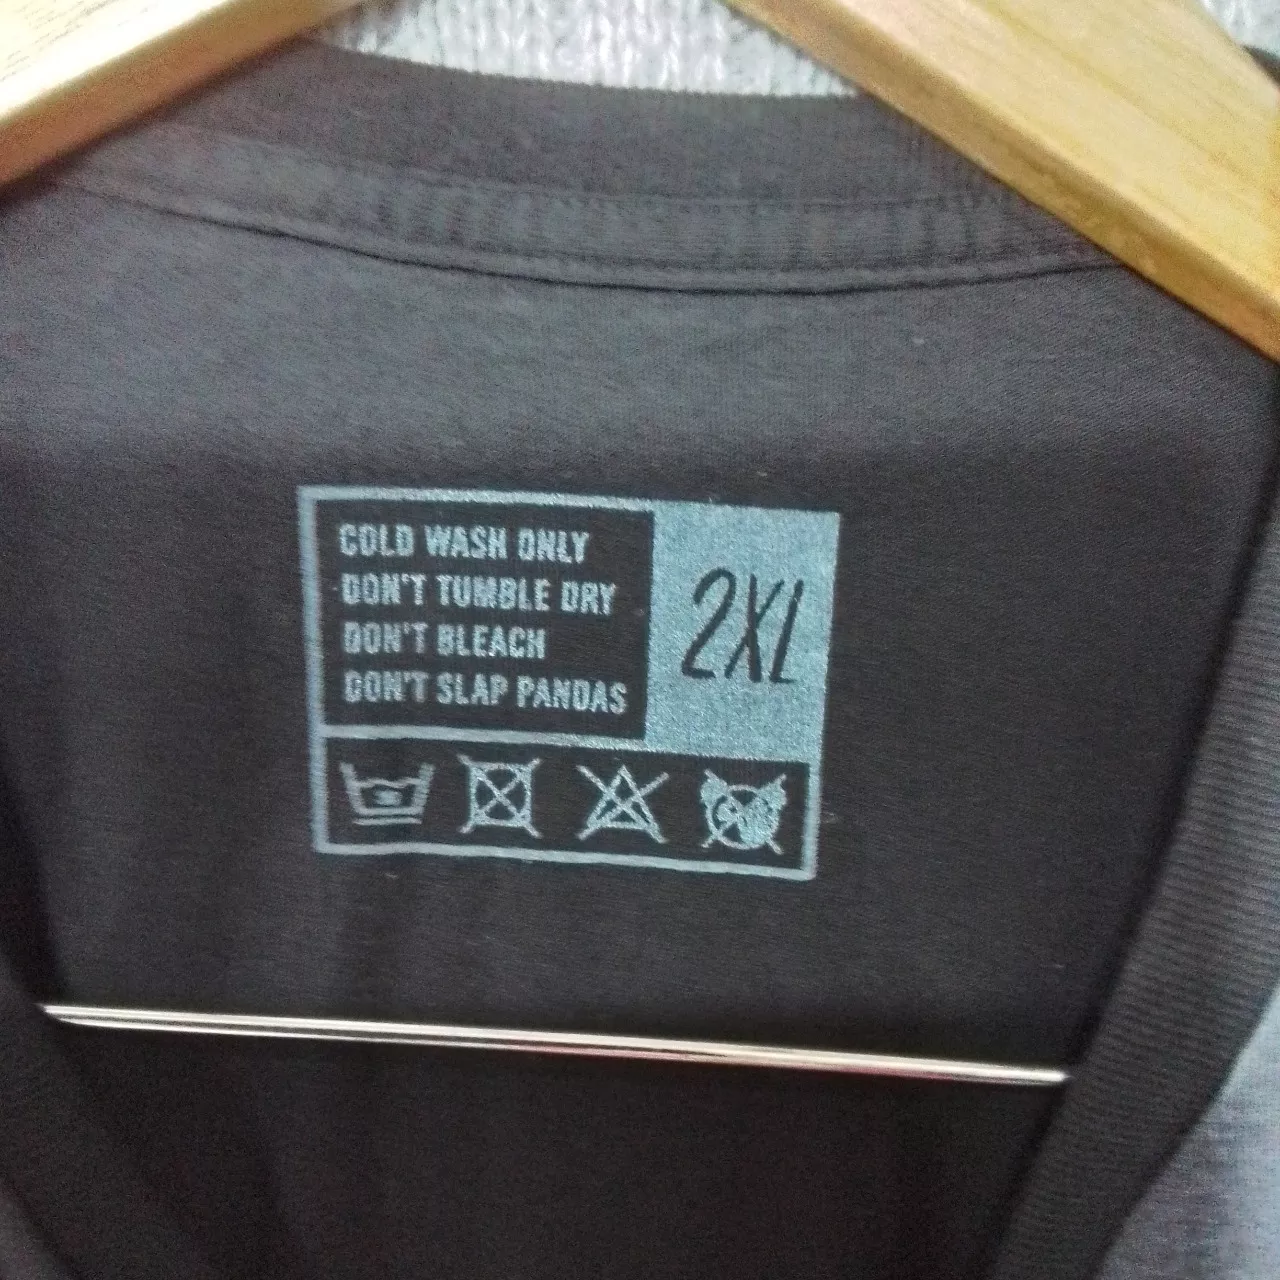 COLD WASH ONLY
DON'T TUMBLE DRY
DON'T BLEACH
DON'T SLAP PANDAS
2XL